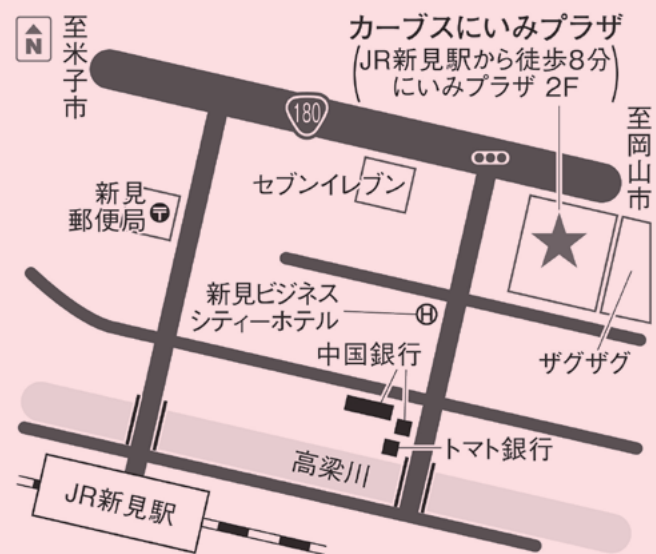 N
至米子市
カーブスにいみプラザ
(JR新見駅から徒歩8分
にいみプラザ 2F)
180
至岡山市
セブンイレブン
新見
郵便局
〒
新見ビジネス
シティーホテル
H
ザグザグ
中国銀行
トマト銀行
高梁川
JR新見駅